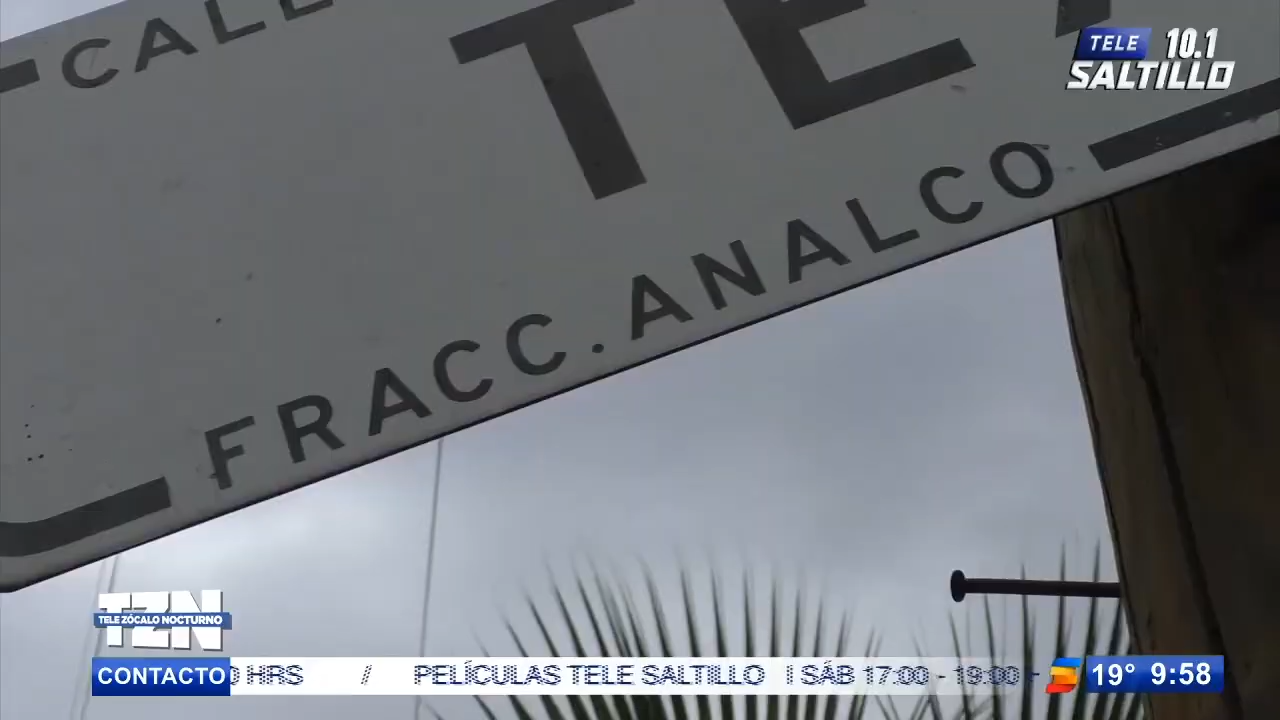 CALL
TE
FRACC. ANALCO
TELE 10.1
SALTILLO
TZN
TELE ZÓCALO NOCTURNO
CONTACTO
HRS / PELÍCULAS TELE SALTILLO | SÁB 17:00 - 19:00
19° 9:58